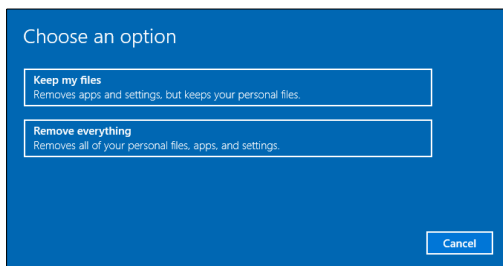 Choose an option
Keep my files
Removes apps and settings, but keeps your personal files.
Remove everything
Removes all of your personal files, apps, and settings.
Cancel